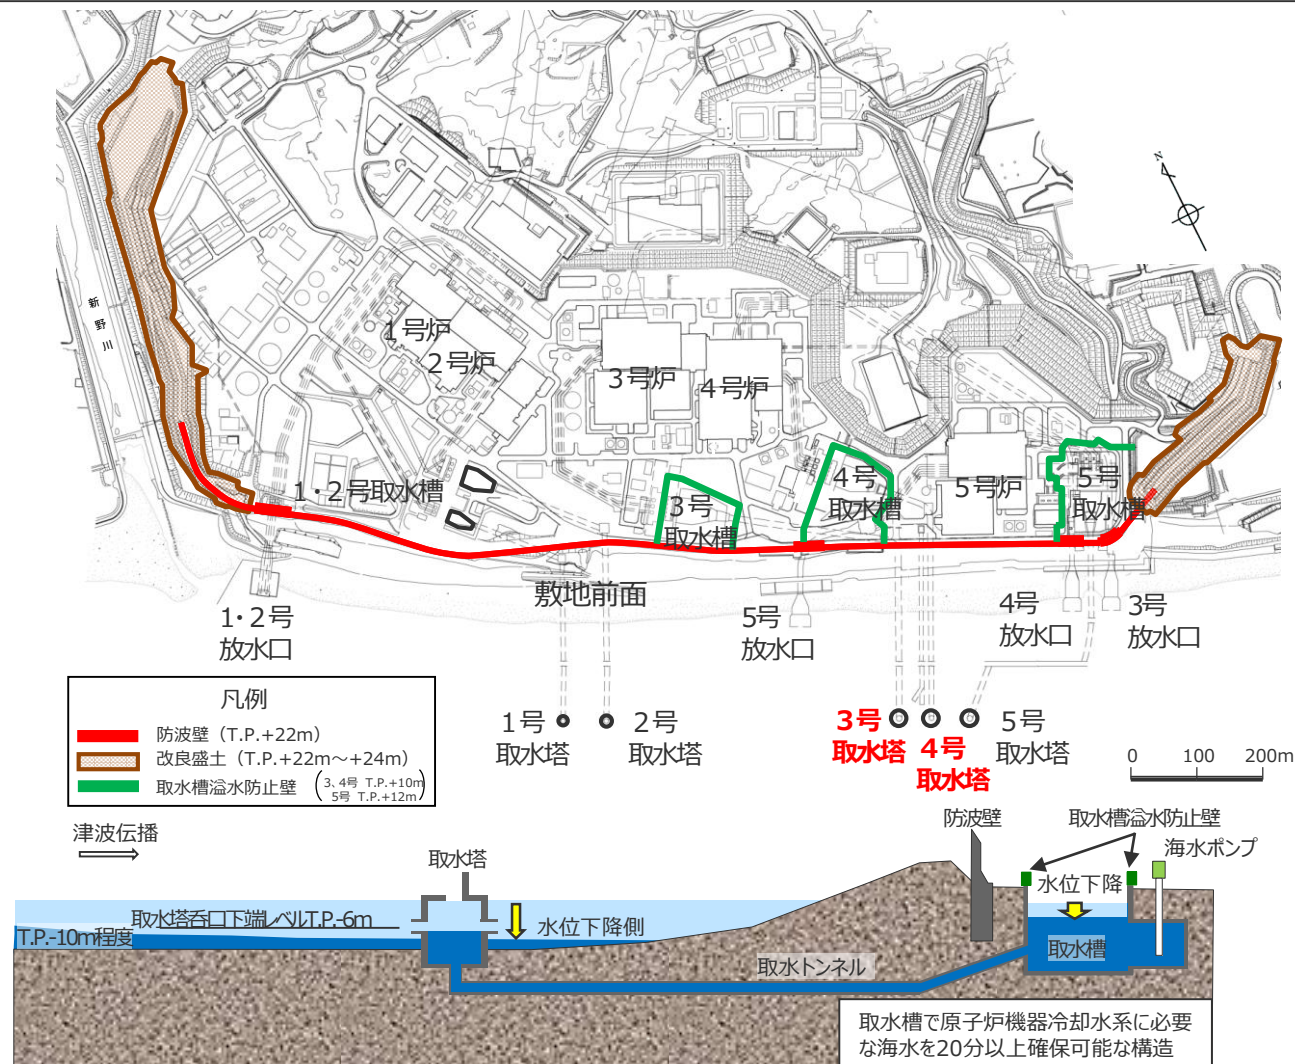 N
新野川
1号炉
2号炉
3号炉
4号炉
5号炉
1・2号取水槽
3号
取水槽
4号
取水槽
5号
取水槽
敷地前面
1・2号
放水口
5号
放水口
4号
放水口
3号
放水口
1号
取水塔
2号
取水塔
3号
取水塔
4号
取水塔
5号
取水塔
0 100 200m
凡例
防波壁（T.P.+22m）
改良盛土（T.P.+22m～+24m）
取水槽溢水防止壁
3、4号 T.P.+10m
5号 T.P.+12m
津波伝播
取水塔
防波壁
取水槽溢水防止壁
海水ポンプ
水位下降
取水塔呑口下端レベルT.P.-6m
水位下降側
T.P.-10m程度
取水槽
取水トンネル
取水槽で原子炉機器冷却水系に必要
な海水を20分以上確保可能な構造